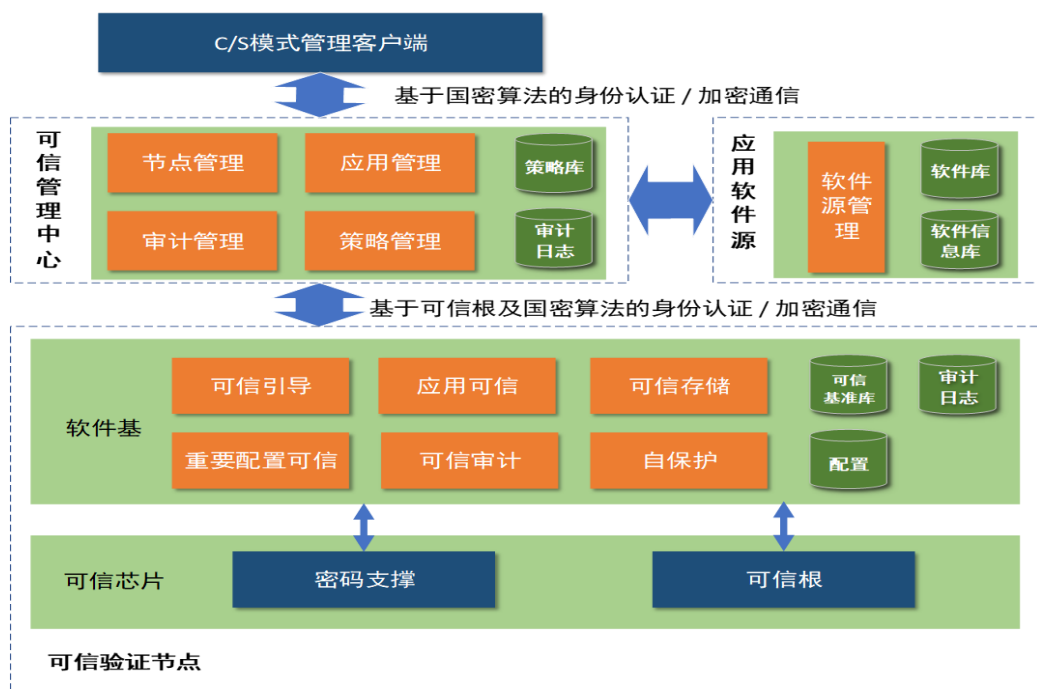 C/S模式管理客户端
基于国密算法的身份认证 / 加密通信
可信管理中心
节点管理
应用管理
策略库
审计管理
策略管理
审计
日志
应用软件源
软件
源管
理
软件库
软件信
息库
基于可信根及国密算法的身份认证 / 加密通信
软件基
可信引导
应用可信
可信存储
可信
基准库
审计
日志
重要配置可信
可信审计
自保护
配置
可信芯片
密码支撑
可信根
可信验证节点